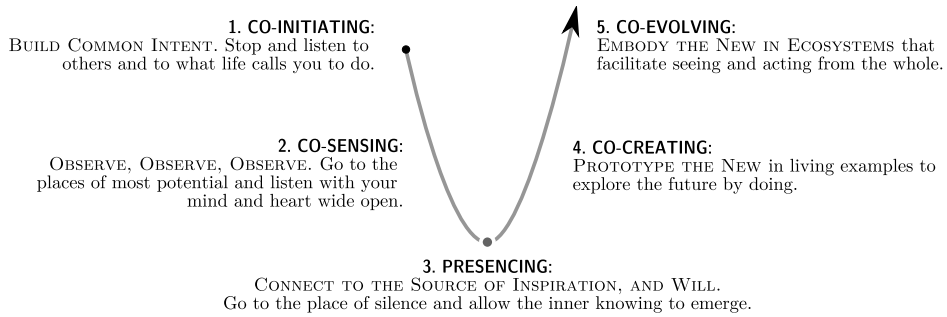 1. CO-INITIATING:
BUILD COMMON INTENT. Stop and listen to
others and to what life calls you to do.
2. CO-SENSING:
OBSERVE, OBSERVE, OBSERVE. Go to the
places of most potential and listen with your
mind and heart wide open.
3. PRESENCING:
CONNECT TO THE SOURCE OF INSPIRATION, AND WILL.
Go to the place of silence and allow the inner knowing to emerge.
4. CO-CREATING:
PROTOTYPE THE NEW in living examples to
explore the future by doing.
5. CO-EVOLVING:
EMBODY THE NEW IN ECOSYSTEMS that
facilitate seeing and acting from the whole.